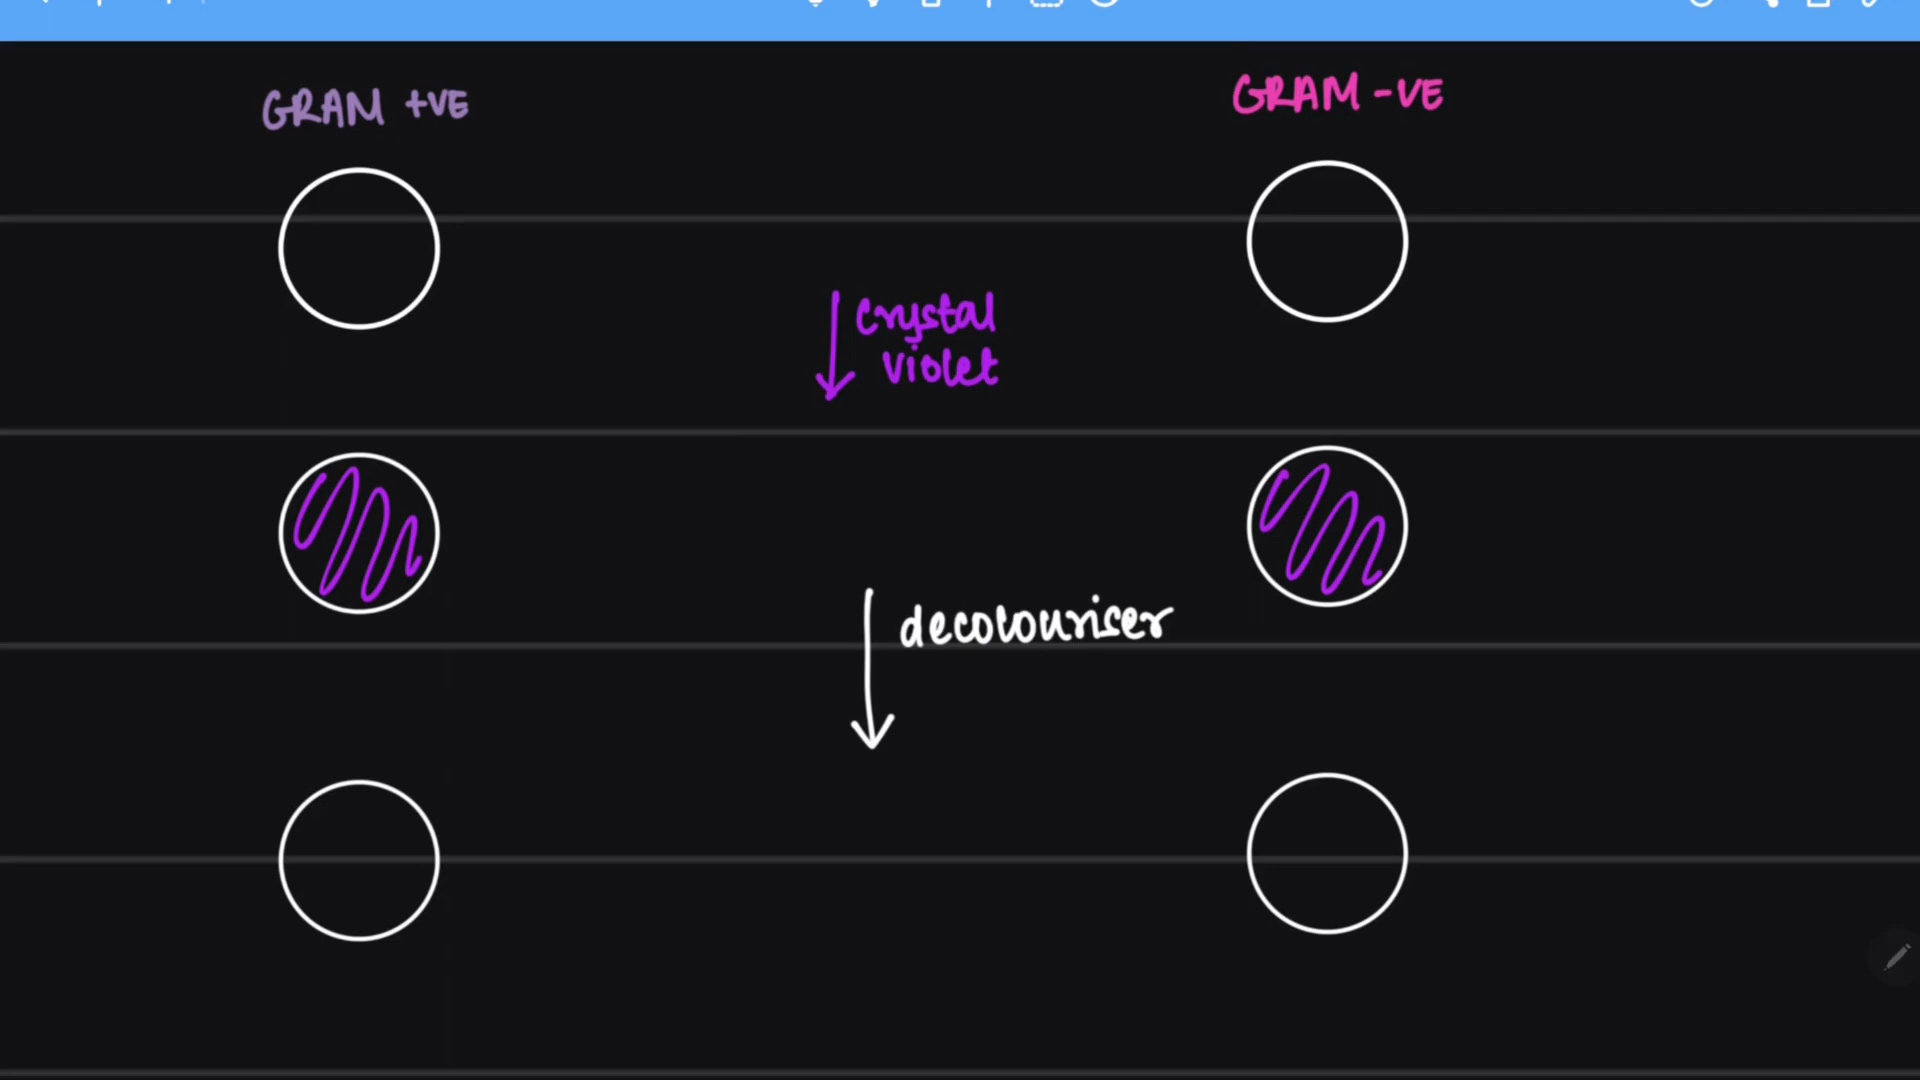 GRAM +VE
GRAM -VE
crystal
violet
decolouriser